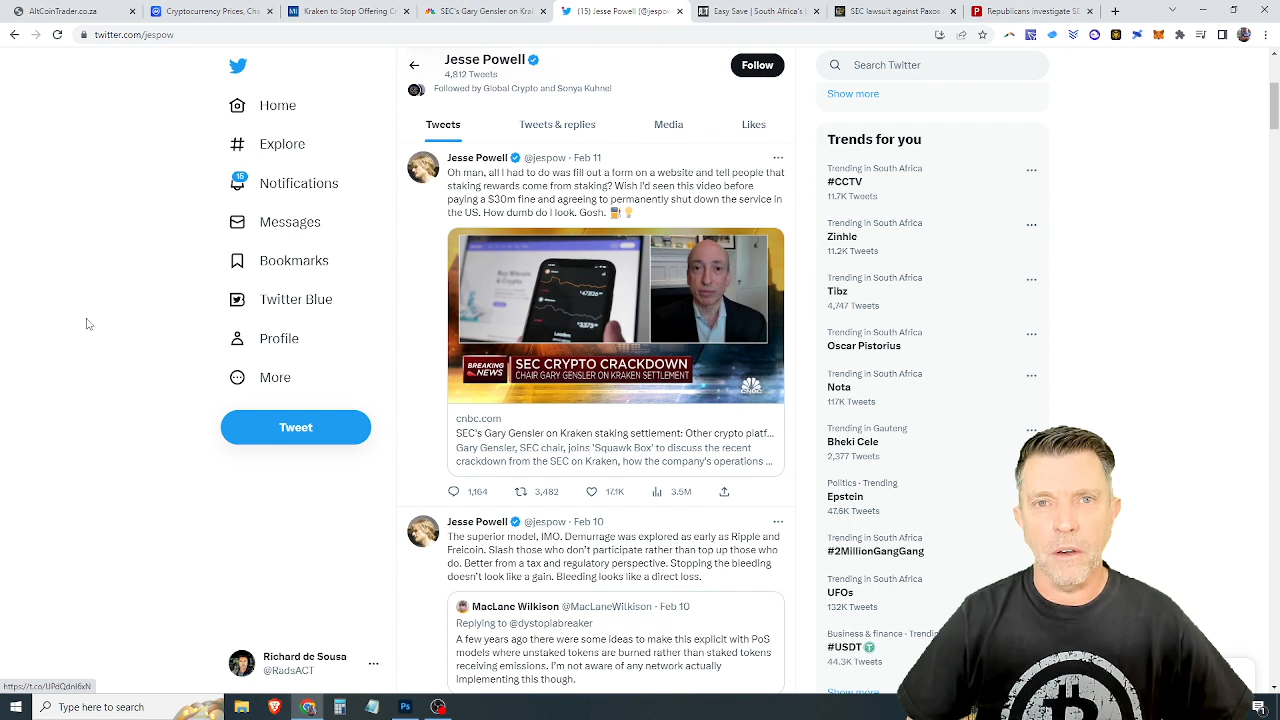 AltCoinTrader.co.za
Cryptocurrency Prices, Cha
Kraken to Stop Offering Cr
SEC's Gary Gensler on Krak
(15) Jesse Powell (@jespow
Easy Save | South Africa's L
SEC lawsuit against Paxos
Republicans investigate SE
twitter.com/jespow
Home
Explore
15
Notifications
Messages
Bookmarks
Twitter Blue
Profile
More
Tweet
Richard de Sousa
@RadsACT
https://t.co/UPdQdnl6xN
Jesse Powell
4,812 Tweets
Follow
Followed by Global Crypto and Sonya Kuhnel
Tweets
Tweets & replies
Media
Likes
Jesse Powell @jespow · Feb 11
Oh man, all I had to do was fill out a form on a website and tell people that
staking rewards come from staking? Wish I'd seen this video before
paying a $30m fine and agreeing to permanently shut down the service in
the US. How dumb do I look. Gosh.
BREAKING NEWS
SEC CRYPTO CRACKDOWN
CHAIR GARY GENSLER ON KRAKEN SETTLEMENT
CNBC
cnbc.com
SEC's Gary Gensler on Kraken staking settlement: Other crypto platf...
Gary Gensler, SEC chair, joins 'Squawk Box' to discuss the recent
crackdown from the SEC on Kraken, how the company's operations ...
1,164
3,482
17.1K
3.5M
Jesse Powell @jespow · Feb 10
The superior model, IMO. Demurrage was explored as early as Ripple and
Freicoin. Slash those who don't participate rather than top up those who
do. Better from a tax and regulatory perspective. Stopping the bleeding
doesn't look like a gain. Bleeding looks like a direct loss.
MacLane Wilkison @MacLaneWilkison · Feb 10
Replying to @dystopiabreaker
A few years ago there were some ideas to make this explicit with PoS
models where unstaked tokens are burned rather than staked tokens
receiving emissions. I'm not aware of any network actually
implementing this though.
Search Twitter
Show more
Trends for you
Trending in South Africa
#CCTV
11.7K Tweets
Trending in South Africa
Zinhle
11.2K Tweets
Trending in South Africa
Tibz
4,747 Tweets
Trending in South Africa
Oscar Pistorius
Trending in South Africa
Nota
117K Tweets
Trending in Gauteng
Bheki Cele
2,377 Tweets
Politics · Trending
Epstein
47.6K Tweets
Trending in South Africa
#2MillionGangGang
Trending in South Africa
UFOs
132K Tweets
Business & finance · Trendin
#USDT
44.3K Tweets
Show more
Type here to search